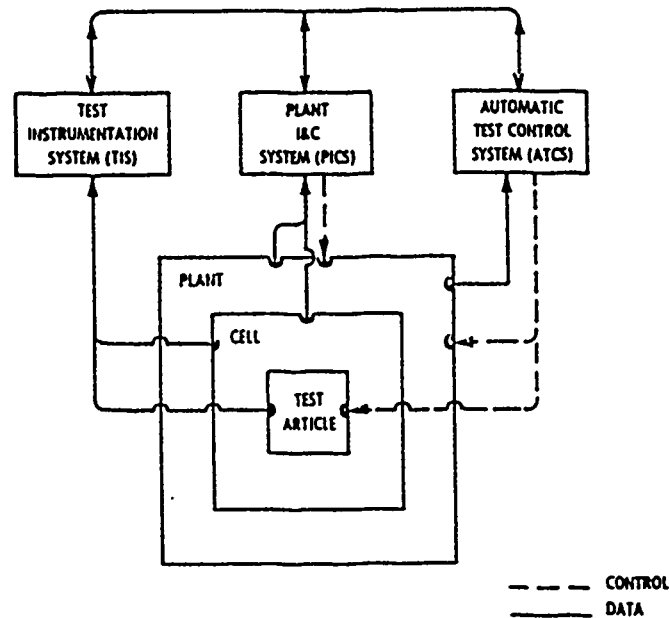 TEST
INSTRUMENTATION
SYSTEM (TIS)
PLANT
I&C
SYSTEM (PICS)
AUTOMATIC
TEST CONTROL
SYSTEM (ATCS)
PLANT
CELL
TEST
ARTICLE
CONTROL
DATA